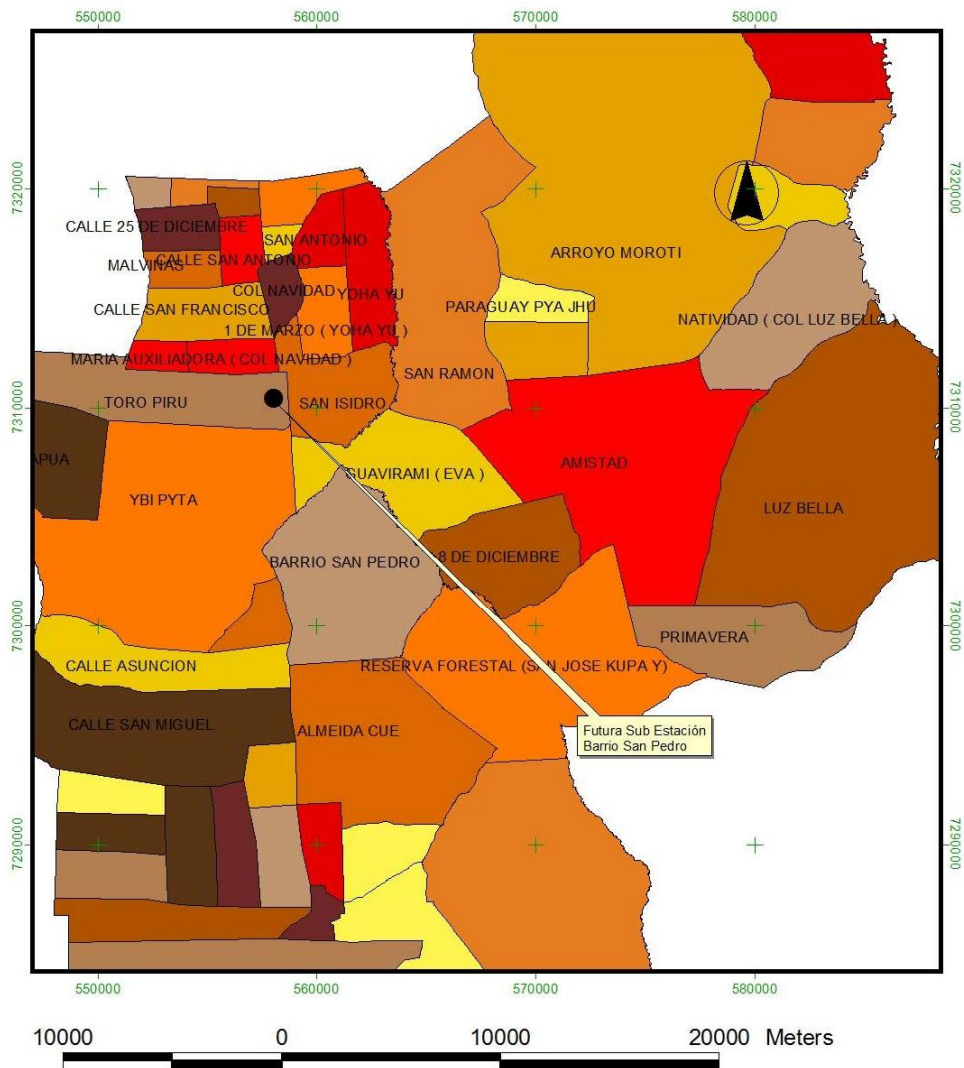 550000 560000 570000 580000
7320000 7320000
CALLE 25 DE DICIEMBRE
SAN ANTONIO
MALVINAS
CALLE SAN ANTONIO
ARROYO MOROTI
COL NAVIDAD
YOHA YU
CALLE SAN FRANCISCO
PARAGUAY PYA JHU
NATIVIDAD ( COL LUZ BELLA )
1 DE MARZO ( YOHA YU )
MARIA AUXILIADORA ( COL NAVIDAD )
SAN RAMON
7310000 7310000
TORO PIRU
SAN ISIDRO
APUA
GUAVIRAMI ( EVA )
AMISTAD
YBI PYTA
LUZ BELLA
BARRIO SAN PEDRO
8 DE DICIEMBRE
7300000 7300000
PRIMAVERA
CALLE ASUNCION
RESERVA FORESTAL (SAN JOSE KUPA Y)
CALLE SAN MIGUEL
ALMEIDA CUE
Futura Sub Estación
Barrio San Pedro
7290000 7290000
550000 560000 570000 580000
10000 0 10000 20000 Meters